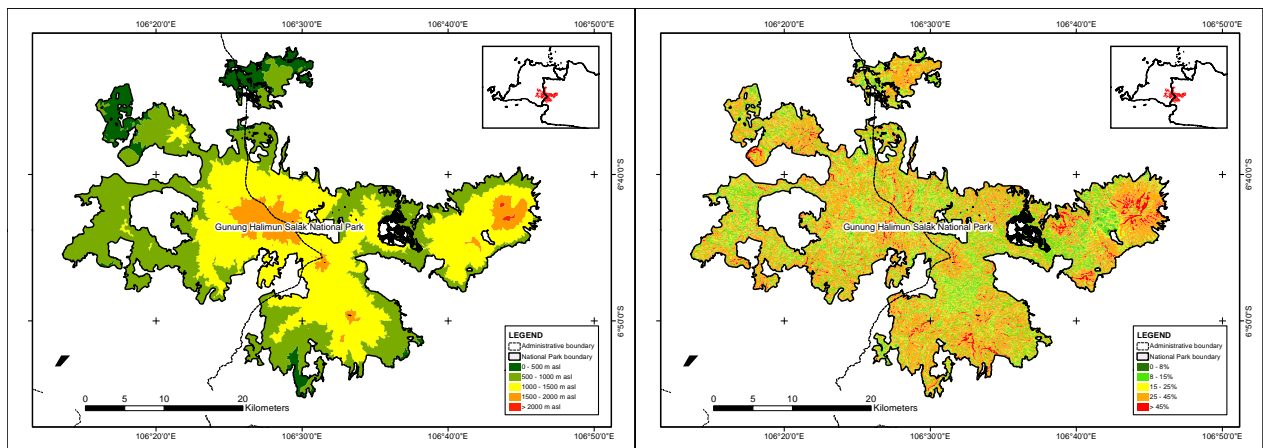 106°20'0"E 106°30'0"E 106°40'0"E 106°50'0"E
6°40'0"S
Gunung Halimun Salak National Park
6°50'0"S
LEGEND
Administrative boundary
National Park boundary
0 - 500 m asl
500 - 1000 m asl
1000 - 1500 m asl
1500 - 2000 m asl
> 2000 m asl
0 5 10 20
Kilometers
106°20'0"E 106°30'0"E 106°40'0"E 106°50'0"E
106°20'0"E 106°30'0"E 106°40'0"E 106°50'0"E
6°40'0"S
Gunung Halimun Salak National Park
6°50'0"S
LEGEND
Administrative boundary
National Park boundary
0 - 8%
8 - 15%
15 - 25%
25 - 45%
> 45%
0 5 10 20
Kilometers
106°20'0"E 106°30'0"E 106°40'0"E 106°50'0"E